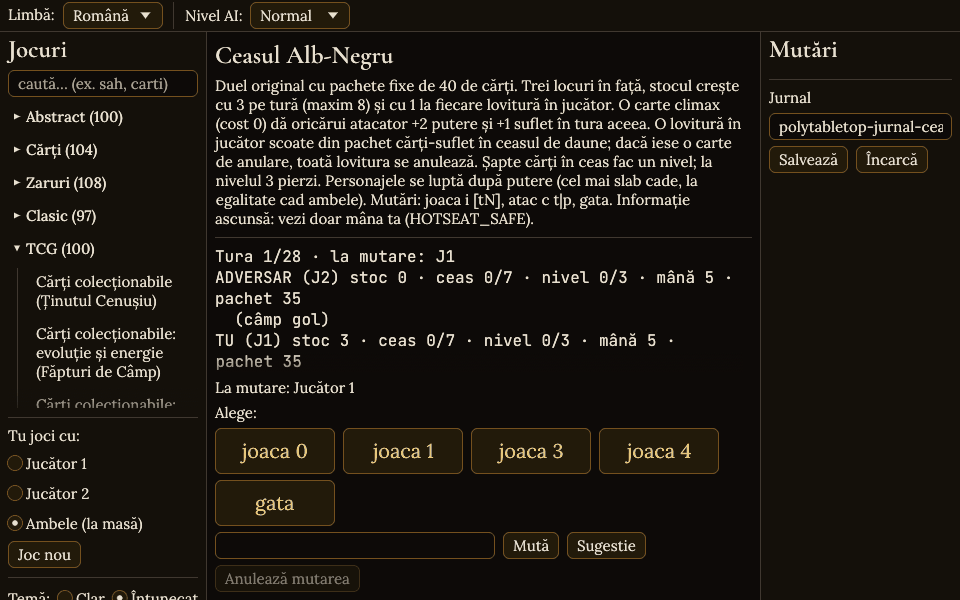 Limbă: Română ▼ Nivel AI: Normal ▼
Jocuri
caută... (ex. sah, carti)
▸ Abstract (100)
▸ Cărți (104)
▸ Zaruri (108)
▸ Clasic (97)
▾ TCG (100)
Cărți colecționabile
(Ținutul Cenușiu)
Cărți colecționabile:
evoluție și energie
(Făpturi de Câmp)
Cărți colecționabile:
Tu joci cu:
Jucător 1
Jucător 2
Ambele (la masă)
Joc nou
Temă: Clar Întunecat
Ceasul Alb-Negru
Duel original cu pachete fixe de 40 de cărți. Trei locuri în față, stocul crește
cu 3 pe tură (maxim 8) și cu 1 la fiecare lovitură în jucător. O carte climax
(cost 0) dă oricărui atacator +2 putere și +1 suflet în tura aceea. O lovitură în
jucător scoate din pachet cărți-suflet în ceasul de daune; dacă iese o carte
de anulare, toată lovitura se anulează. Șapte cărți în ceas fac un nivel; la
nivelul 3 pierzi. Personajele se luptă după putere (cel mai slab cade, la
egalitate cad ambele). Mutări: joaca i [tN], atac c t|p, gata. Informație
ascunsă: vezi doar mâna ta (HOTSEAT_SAFE).
Tura 1/28 · la mutare: J1
ADVERSAR (J2) stoc 0 · ceas 0/7 · nivel 0/3 · mână 5 ·
pachet 35
(câmp gol)
TU (J1) stoc 3 · ceas 0/7 · nivel 0/3 · mână 5 ·
pachet 35
La mutare: Jucător 1
Alege:
joaca 0 joaca 1 joaca 3 joaca 4
gata
Mută Sugestie
Anulează mutarea
Mutări
Jurnal
polytabletop-jurnal-cea
Salvează Încarcă